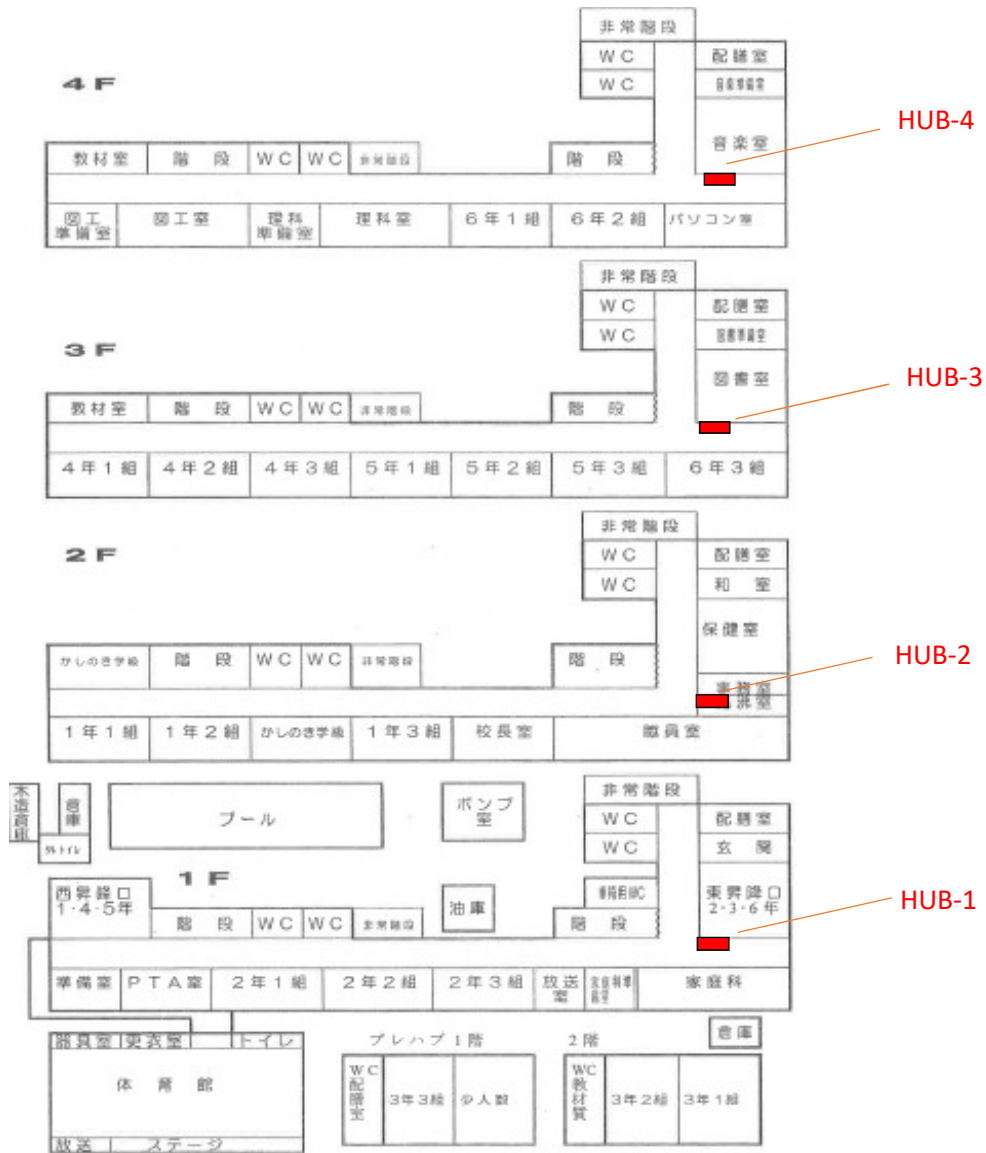 非常階段
WC 配膳室
4F
WC 音楽準備室
HUB-4
音楽室
教材室 階 段 WC WC 非常階段 階 段
図工準備室 図工室 理科準備室 理科室 6年1組 6年2組 パソコン室
非常階段
WC 配膳室
WC 図書準備室
3F
図書室
HUB-3
教材室 階 段 WC WC 非常階段 階 段
4年1組 4年2組 4年3組 5年1組 5年2組 5年3組 6年3組
非常階段
2F
WC 配膳室
WC 和 室
保健室
かしのき学級 階 段 WC WC 非常階段 階 段
HUB-2
1年1組 1年2組 かしのき学級 1年3組 校長室 職員室
非常階段
木造倉庫 倉庫 プール ポンプ室
WC 配膳室
外トイレ
WC 玄 関
1F
西昇降口
1・4・5年
油庫
東昇降口
2・3・6年
HUB-1
階 段 WC WC 非常階段 階 段
準備室 PTA室 2年1組 2年2組 2年3組 放送室 家庭科
器具室 更衣室 トイレ
プレハブ1階 2階 倉庫
体 育 館
WC
配膳室 3年3組 少人数
WC 3年2組 3年1組
放送 ステージ